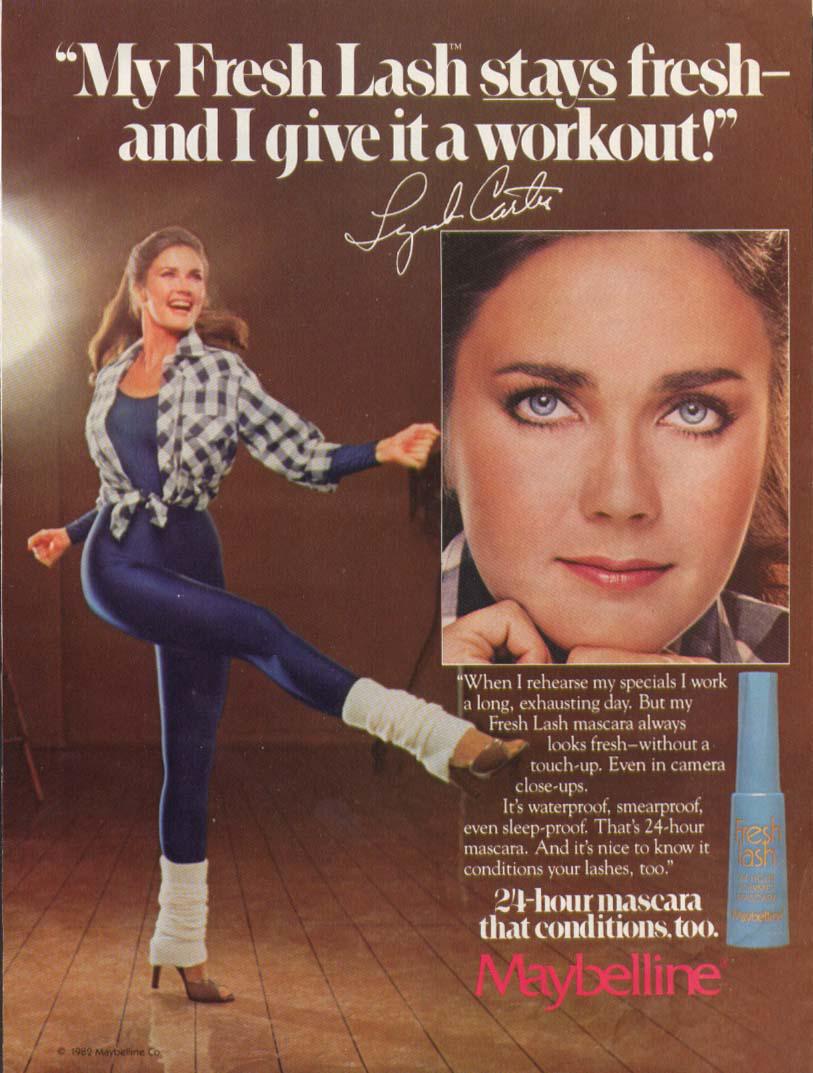 “My Fresh Lash™ stays fresh–
and I give it a workout!”
Lynda Carter
“When I rehearse my specials I work
a long, exhausting day. But my
Fresh Lash mascara always
looks fresh–without a
touch-up. Even in camera
close-ups.
It's waterproof, smearproof,
even sleep-proof. That's 24-hour
mascara. And it's nice to know it
conditions your lashes, too.”
24-hour mascara
that conditions, too.
Maybelline
Fresh
lash
24 HOUR
MASCARA
Maybelline
© 1982 Maybelline Co.